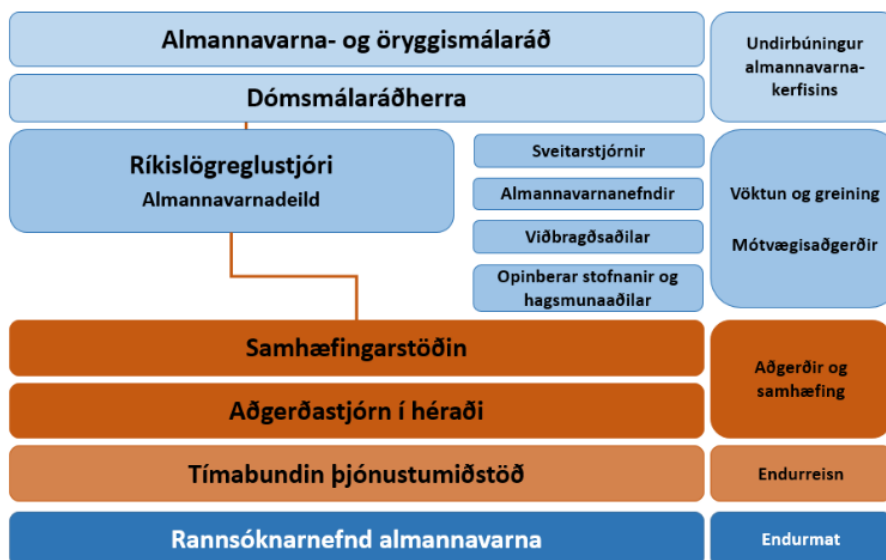 Almannavarna- og öryggismálaráð
Dómsmálaráðherra
Undirbúningur
almannavarna-
kerfisins
Ríkislögreglustjóri
Almannavarnadeild
Sveitarstjórnir
Almannavarnanefndir
Viðbragðsaðilar
Opinberar stofnanir og
hagsmunaaðilar
Vöktun og greining
Mótvægisaðgerðir
Samhæfingarstöðin
Aðgerðastjórn í héraði
Aðgerðir og
samhæfing
Tímabundin þjónustumiðstöð
Endurreisn
Rannsóknarnefnd almannavarna
Endurmat